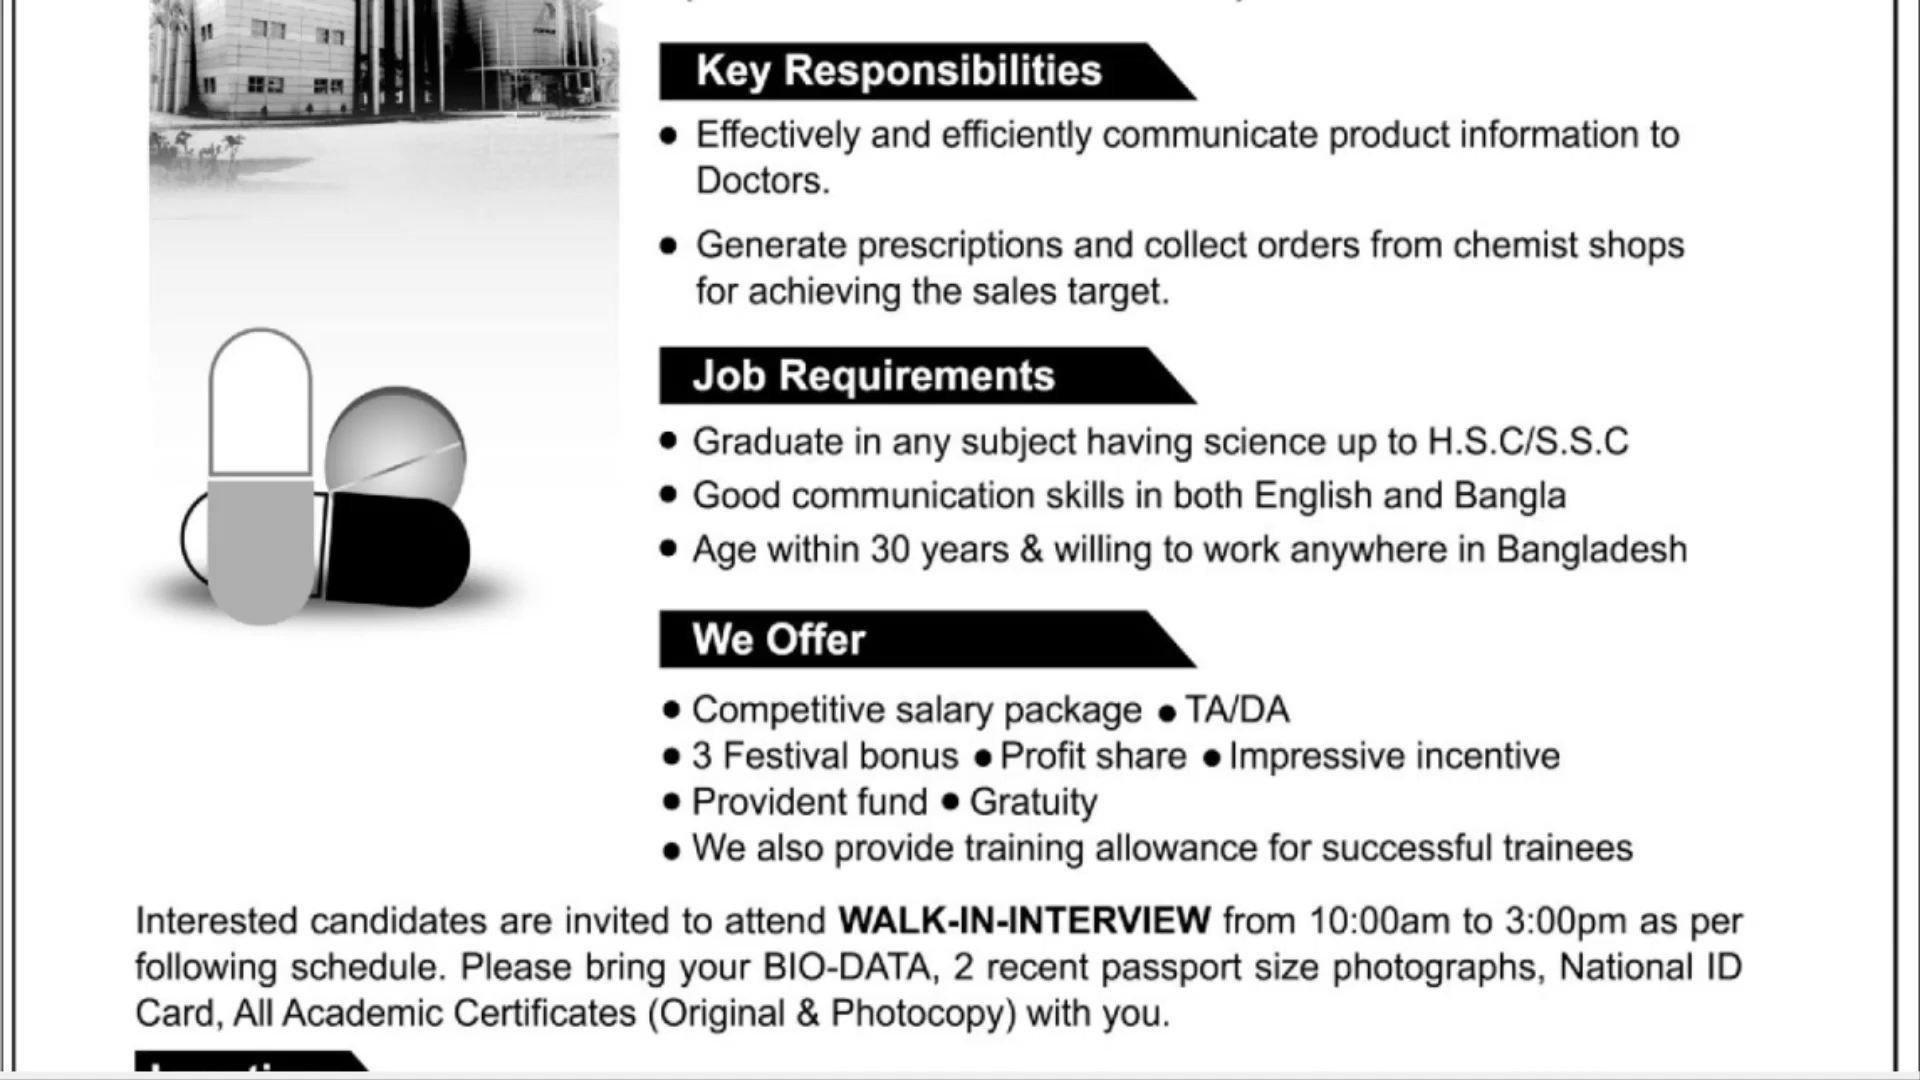 Key Responsibilities
● Effectively and efficiently communicate product information to
Doctors.
● Generate prescriptions and collect orders from chemist shops
for achieving the sales target.
Job Requirements
● Graduate in any subject having science up to H.S.C/S.S.C
● Good communication skills in both English and Bangla
● Age within 30 years & willing to work anywhere in Bangladesh
We Offer
● Competitive salary package ● TA/DA
● 3 Festival bonus ● Profit share ● Impressive incentive
● Provident fund ● Gratuity
● We also provide training allowance for successful trainees
Interested candidates are invited to attend WALK-IN-INTERVIEW from 10:00am to 3:00pm as per
following schedule. Please bring your BIO-DATA, 2 recent passport size photographs, National ID
Card, All Academic Certificates (Original & Photocopy) with you.